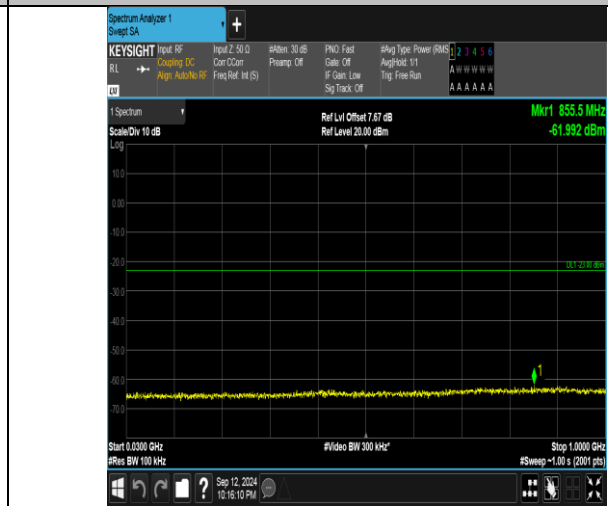 Spectrum Analyzer 1
Swept SA
+
KEYSIGHT Input: RF Input Z: 50 Ω #Atten: 30 dB PNO: Fast #Avg Type: Power (RMS 1 2 3 4 5 6
RL Coupling: DC Corr CCorr Preamp: Off Gate: Off Avg|Hold: 1/1 A W W W W W
Align: Auto/No RF Freq Ref: Int (S) IF Gain: Low Trig: Free Run
Sig Track: Off A A A A A A
1 Spectrum Ref Lvl Offset 7.67 dB Mkr1 855.5 MHz
Scale/Div 10 dB Ref Level 20.00 dBm -61.992 dBm
Log
10.0
0.00
-10.0
-20.0
DL1 -23.00 dBm
-30.0
-40.0
-50.0
1
-60.0
-70.0
Start 0.0300 GHz #Video BW 300 kHz* Stop 1.0000 GHz
#Res BW 100 kHz #Sweep ~1.00 s (2001 pts)
? Sep 12, 2024
10:16:10 PM